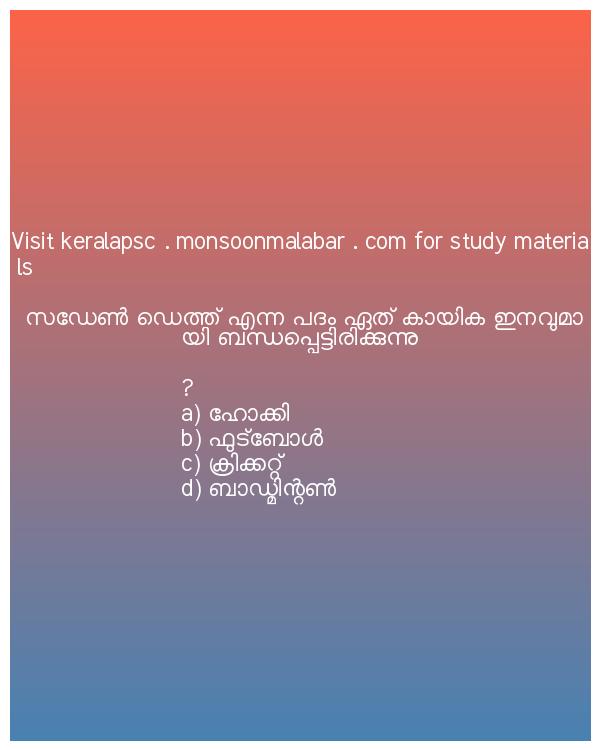 Visit keralapsc . monsoonmalabar . com for study materia
ls
സഡേൺ ഡെത്ത് എന്ന പദം ഏത് കായിക ഇനവുമാ
യി ബന്ധപ്പെട്ടിരിക്കുന്നു
?
a) ഹോക്കി
b) ഫുട്ബോൾ
c) ക്രിക്കറ്റ്
d) ബാഡ്മിന്റൺ